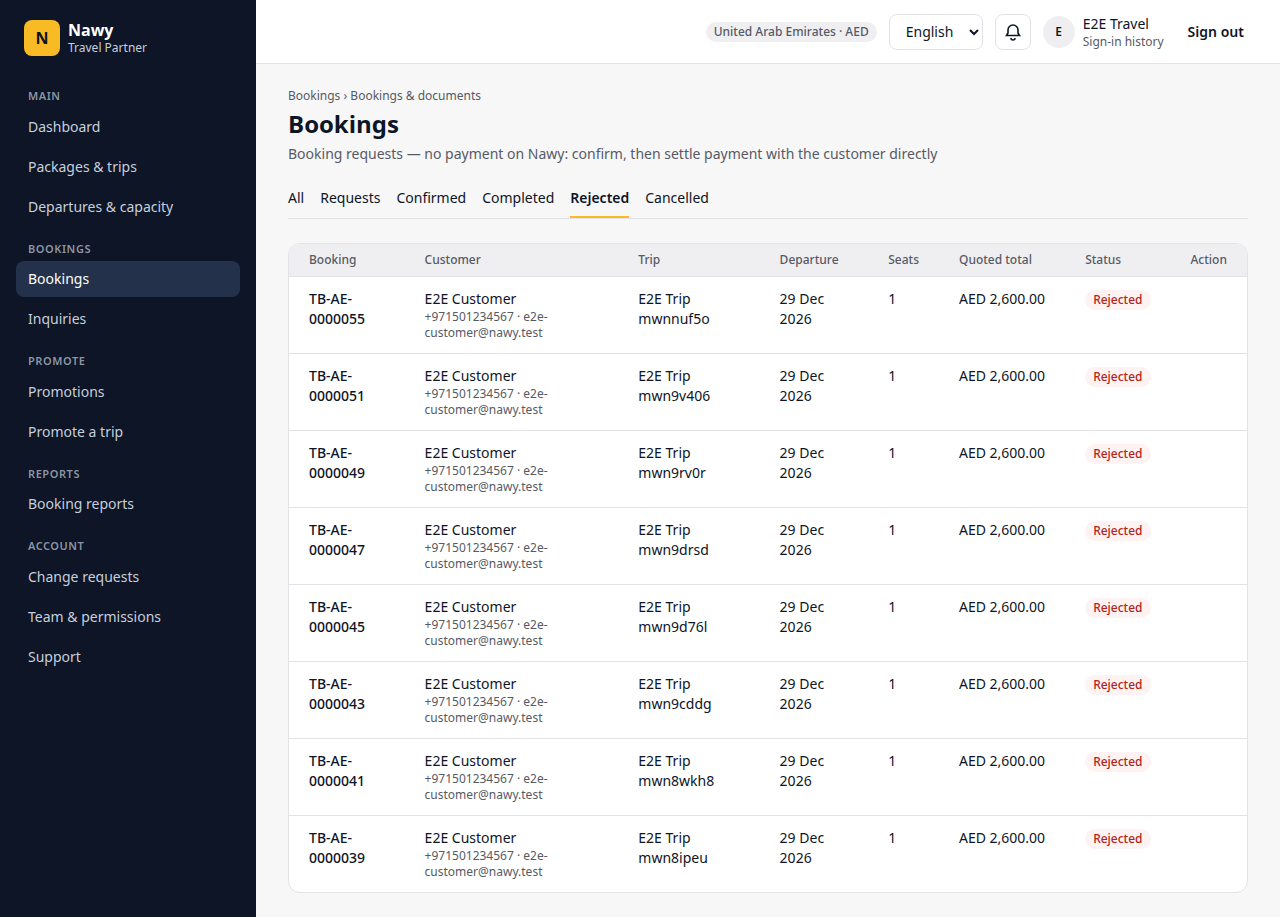 N
Nawy
Travel Partner
MAIN
Dashboard
Packages & trips
Departures & capacity
BOOKINGS
Bookings
Inquiries
PROMOTE
Promotions
Promote a trip
REPORTS
Booking reports
ACCOUNT
Change requests
Team & permissions
Support
United Arab Emirates · AED
English
E
E2E Travel
Sign-in history
Sign out
Bookings › Bookings & documents
Bookings
Booking requests — no payment on Nawy: confirm, then settle payment with the customer directly
All Requests Confirmed Completed Rejected Cancelled
Booking Customer Trip Departure Seats Quoted total Status Action
TB-AE- E2E Customer E2E Trip 29 Dec 1 AED 2,600.00 Rejected
0000055 +971501234567 · e2e- mwnnuf5o 2026
customer@nawy.test
TB-AE- E2E Customer E2E Trip 29 Dec 1 AED 2,600.00 Rejected
0000051 +971501234567 · e2e- mwn9v406 2026
customer@nawy.test
TB-AE- E2E Customer E2E Trip 29 Dec 1 AED 2,600.00 Rejected
0000049 +971501234567 · e2e- mwn9rv0r 2026
customer@nawy.test
TB-AE- E2E Customer E2E Trip 29 Dec 1 AED 2,600.00 Rejected
0000047 +971501234567 · e2e- mwn9drsd 2026
customer@nawy.test
TB-AE- E2E Customer E2E Trip 29 Dec 1 AED 2,600.00 Rejected
0000045 +971501234567 · e2e- mwn9d76l 2026
customer@nawy.test
TB-AE- E2E Customer E2E Trip 29 Dec 1 AED 2,600.00 Rejected
0000043 +971501234567 · e2e- mwn9cddg 2026
customer@nawy.test
TB-AE- E2E Customer E2E Trip 29 Dec 1 AED 2,600.00 Rejected
0000041 +971501234567 · e2e- mwn8wkh8 2026
customer@nawy.test
TB-AE- E2E Customer E2E Trip 29 Dec 1 AED 2,600.00 Rejected
0000039 +971501234567 · e2e- mwn8ipeu 2026
customer@nawy.test